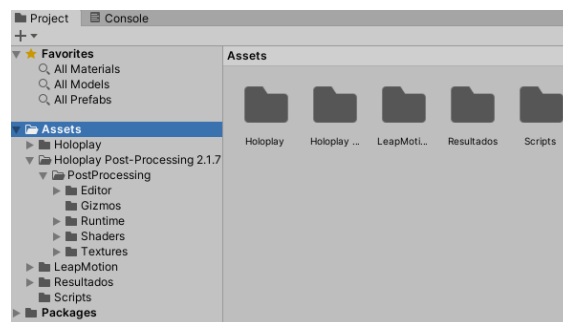 Project Console
Favorites
All Materials
All Models
All Prefabs
Assets
Holoplay
Holoplay Post-Processing 2.1.7
PostProcessing
Editor
Gizmos
Runtime
Shaders
Textures
LeapMotion
Resultados
Scripts
Packages
Assets
Holoplay Holoplay ... LeapMoti... Resultados Scripts